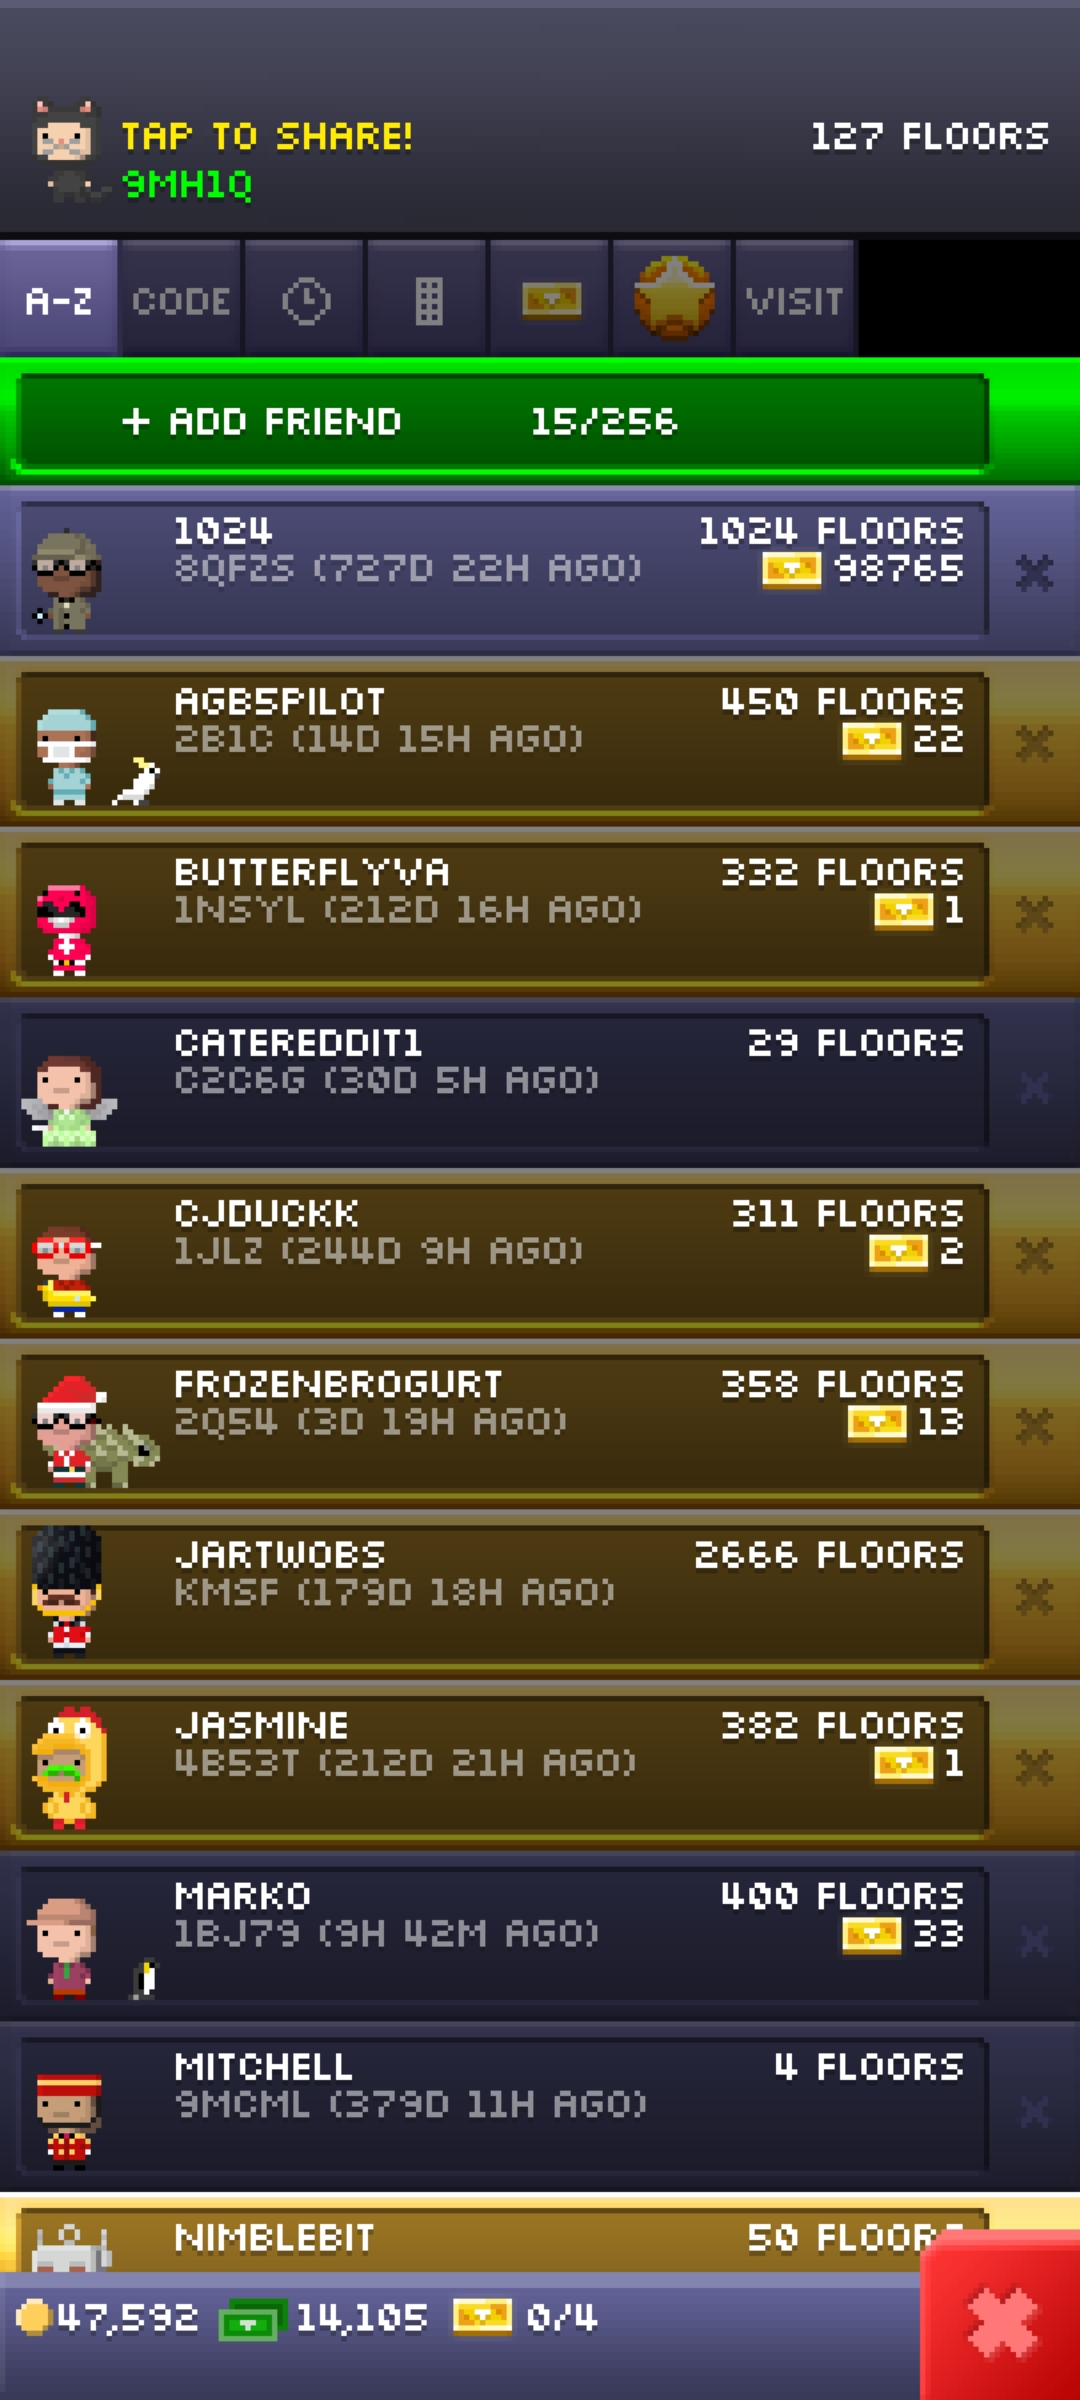 TAP TO SHARE!
127 FLOORS
9MH1Q
A-Z CODE VISIT
+ ADD FRIEND 15/256
1024 1024 FLOORS
8QFZS (727D 22H AGO) 98765
AGB5PILOT 450 FLOORS
2B1C (14D 15H AGO) 22
BUTTERFLYVA 332 FLOORS
1NSYL (212D 16H AGO) 1
CATEREDDIT1 29 FLOORS
C2C6G (30D 5H AGO)
CJDUCKK 311 FLOORS
1JLZ (244D 9H AGO) 2
FROZENBROGURT 358 FLOORS
2Q54 (3D 19H AGO) 13
JARTWOBS 2666 FLOORS
KMSF (179D 18H AGO)
JASMINE 382 FLOORS
4B53T (212D 21H AGO) 1
MARKO 400 FLOORS
1BJ79 (9H 42M AGO) 33
MITCHELL 4 FLOORS
9MCML (379D 11H AGO)
NIMBLEBIT 50 FLOORS
47,592 14,105 0/4